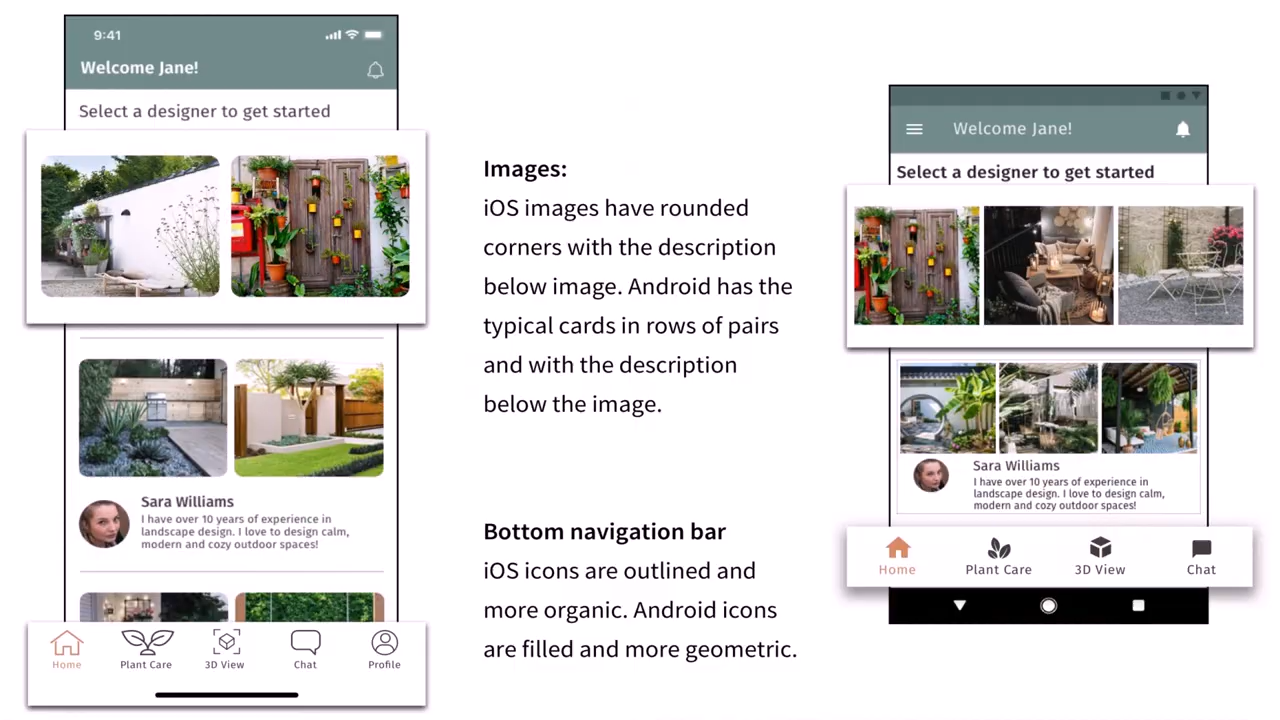 9:41
Welcome Jane!
Select a designer to get started
Sara Williams
I have over 10 years of experience in
landscape design. I love to design calm,
modern and cozy outdoor spaces!
Home
Plant Care
3D View
Chat
Profile
Images:
iOS images have rounded
corners with the description
below image. Android has the
typical cards in rows of pairs
and with the description
below the image.
Bottom navigation bar
iOS icons are outlined and
more organic. Android icons
are filled and more geometric.
Welcome Jane!
Select a designer to get started
Sara Williams
I have over 10 years of experience in
landscape design. I love to design calm,
modern and cozy outdoor spaces!
Home
Plant Care
3D View
Chat